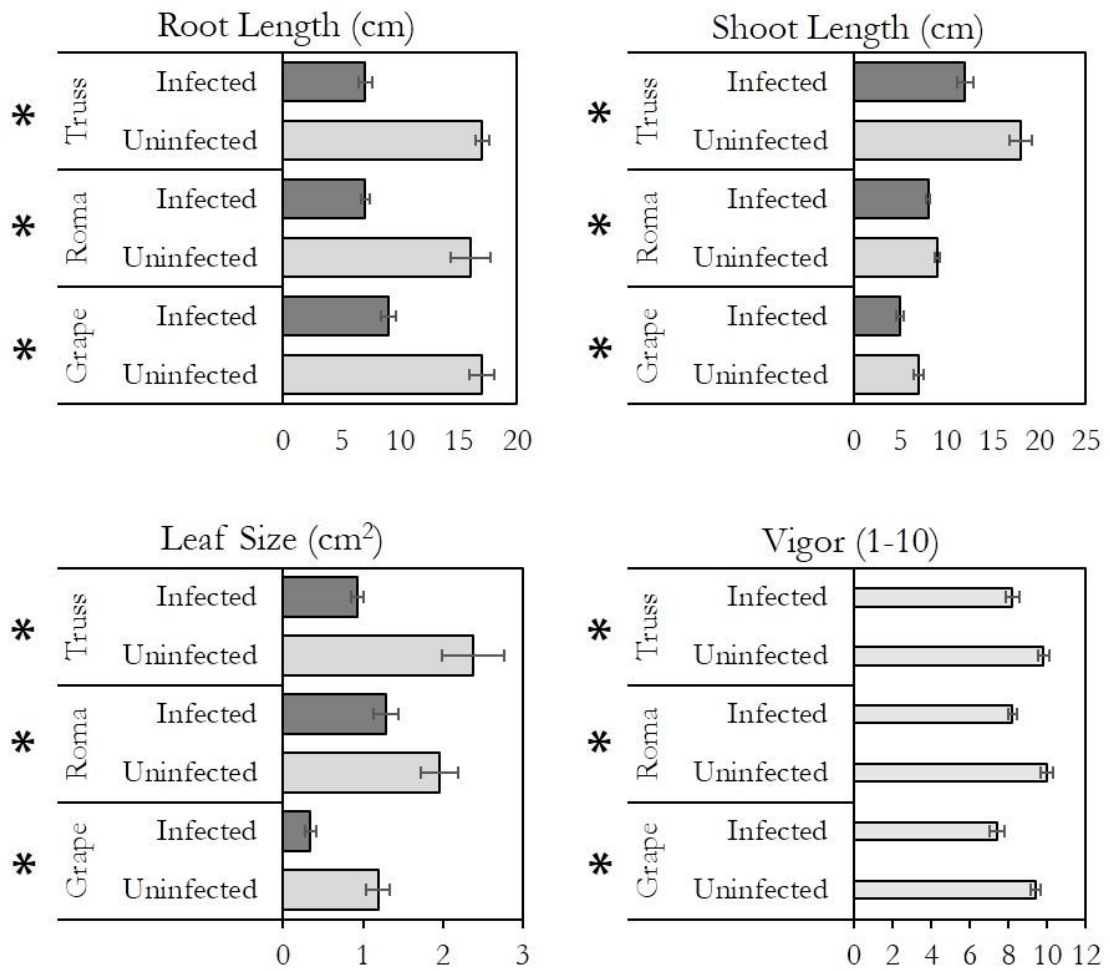 Root Length (cm)
* Truss Infected
Uninfected
* Roma Infected
Uninfected
* Grape Infected
Uninfected
0 5 10 15 20
Shoot Length (cm)
* Truss Infected
Uninfected
* Roma Infected
Uninfected
* Grape Infected
Uninfected
0 5 10 15 20 25
Leaf Size (cm²)
* Truss Infected
Uninfected
* Roma Infected
Uninfected
* Grape Infected
Uninfected
0 1 2 3
Vigor (1-10)
* Truss Infected
Uninfected
* Roma Infected
Uninfected
* Grape Infected
Uninfected
0 2 4 6 8 10 12